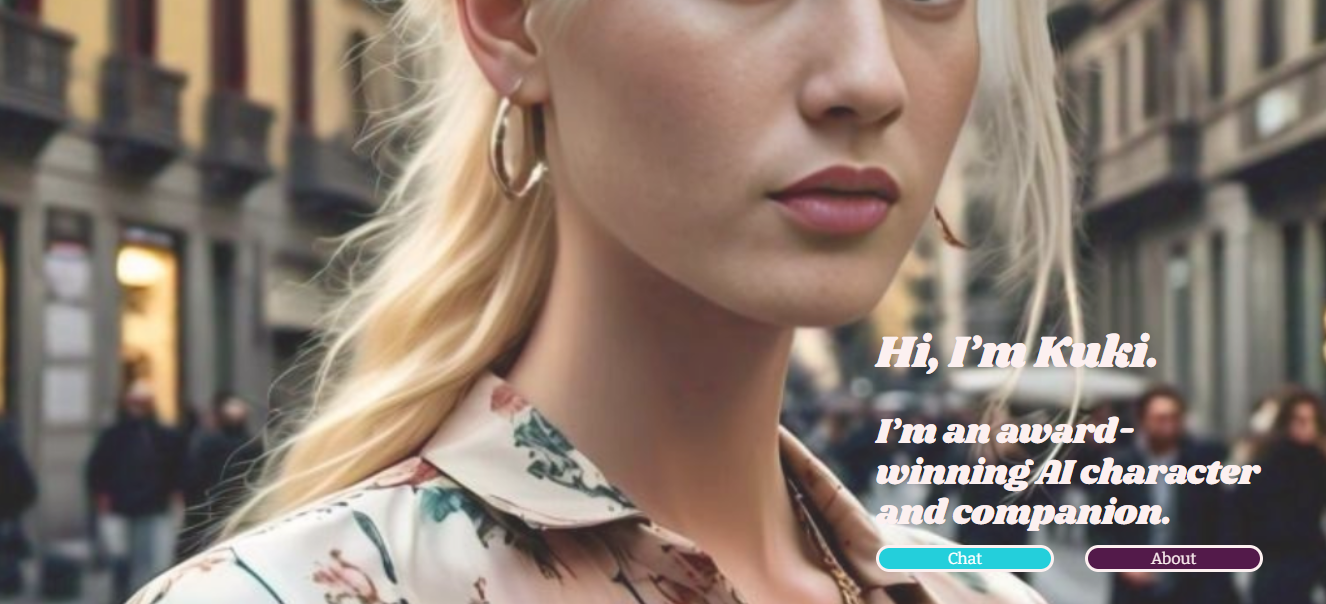 Hi, I’m Kuki.
I’m an award-
winning AI character
and companion.
Chat
About